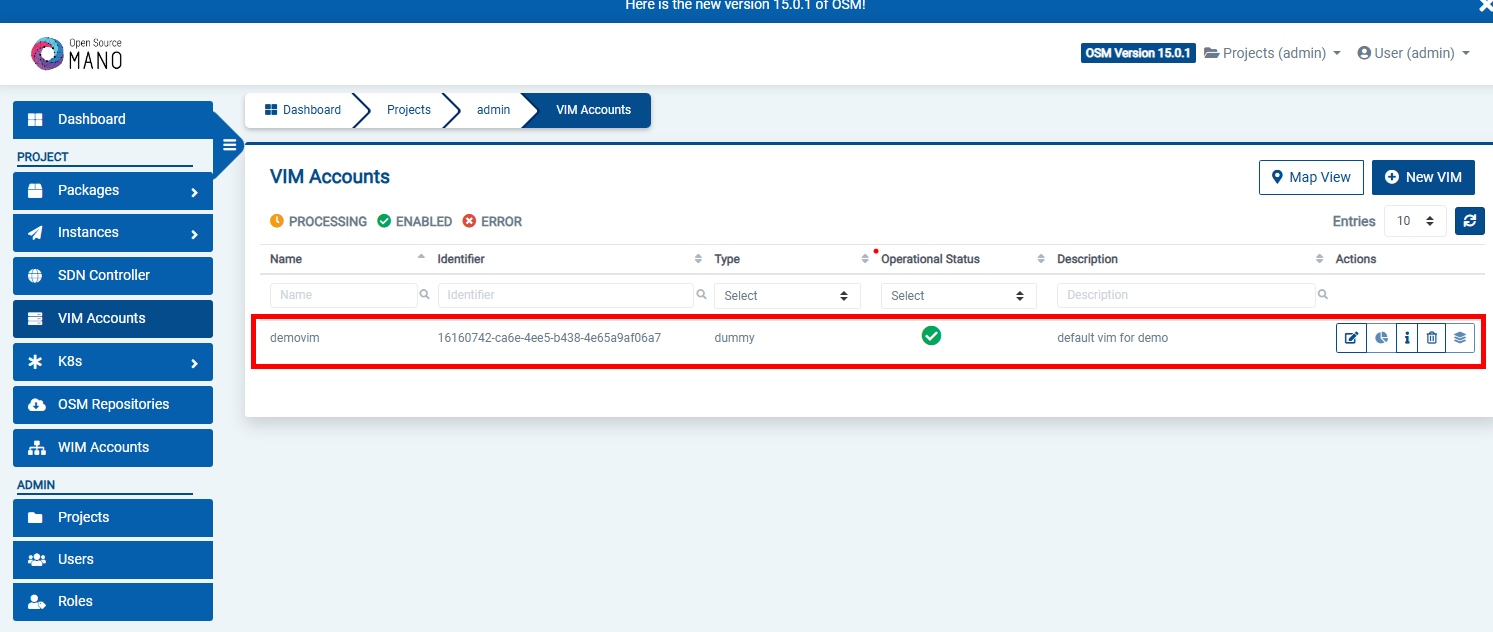 Here is the new version 15.0.1 of OSM!
Open Source
MANO
OSM Version 15.0.1
Projects (admin)
User (admin)
Dashboard
PROJECT
Packages
Instances
SDN Controller
VIM Accounts
K8s
OSM Repositories
WIM Accounts
ADMIN
Projects
Users
Roles
Dashboard
Projects
admin
VIM Accounts
VIM Accounts
Map View
New VIM
PROCESSING ENABLED ERROR
Entries 10
Name Identifier Type Operational Status Description Actions
Name Identifier Select Select Description
demovim 16160742-ca6e-4ee5-b438-4e65a9af06a7 dummy default vim for demo